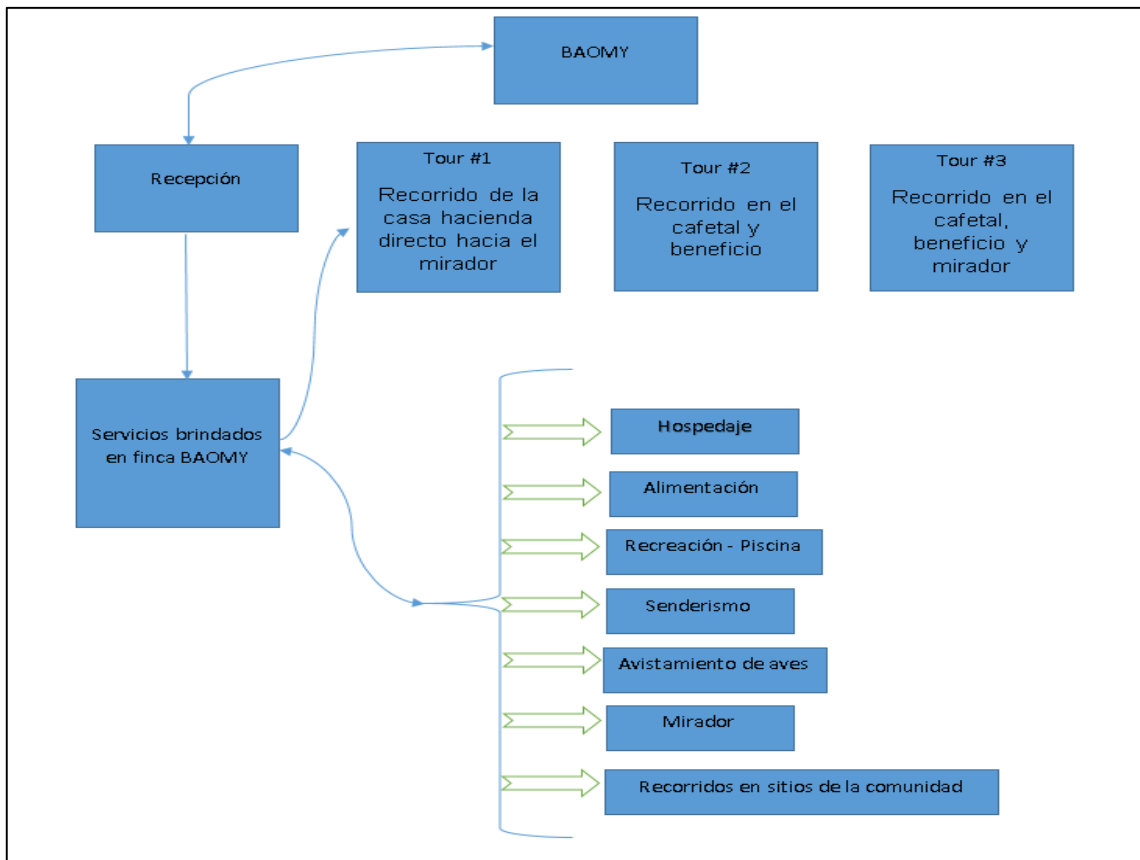 BAOMY
Recepción
Tour #1
Recorrido de la
casa hacienda
directo hacia el
mirador
Tour #2
Recorrido en el
cafetal y
beneficio
Tour #3
Recorrido en el
cafetal,
beneficio y
mirador
Servicios brindados
en finca BAOMY
Hospedaje
Alimentación
Recreación - Piscina
Senderismo
Avistamiento de aves
Mirador
Recorridos en sitios de la comunidad